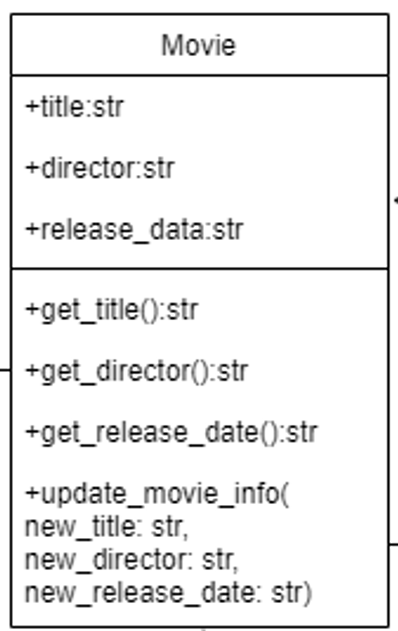 Movie
+title:str
+director:str
+release_data:str
+get_title():str
+get_director():str
+get_release_date():str
+update_movie_info(
new_title: str,
new_director: str,
new_release_date: str)